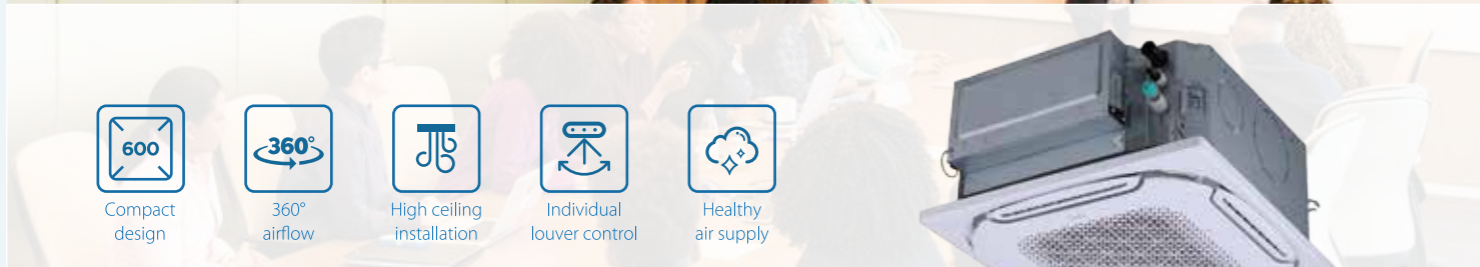 600
360°
Compact
design
360°
airflow
High ceiling
installation
Individual
louver control
Healthy
air supply